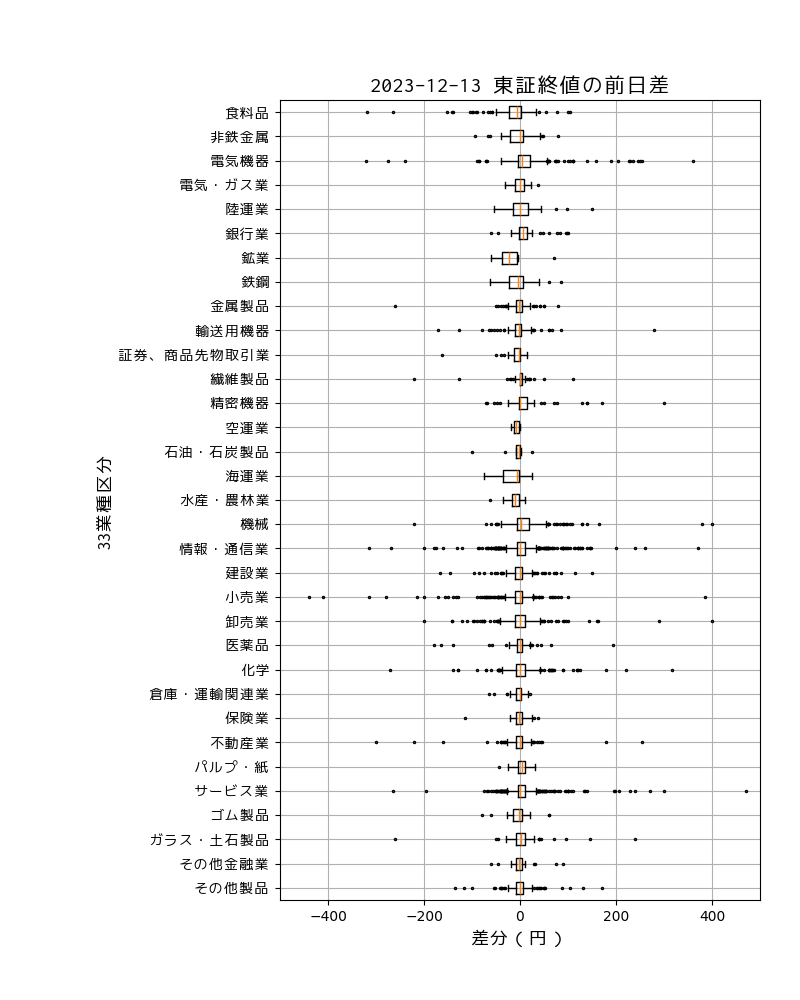 2023-12-13 東証終値の前日差
食料品
非鉄金属
電気機器
電気・ガス業
陸運業
銀行業
鉱業
鉄鋼
金属製品
輸送用機器
証券、商品先物取引業
繊維製品
精密機器
空運業
石油・石炭製品
海運業
水産・農林業
機械
情報・通信業
建設業
小売業
卸売業
医薬品
化学
倉庫・運輸関連業
保険業
不動産業
パルプ・紙
サービス業
ゴム製品
ガラス・土石製品
その他金融業
その他製品
33業種区分
−400 −200 0 200 400
差分（円）